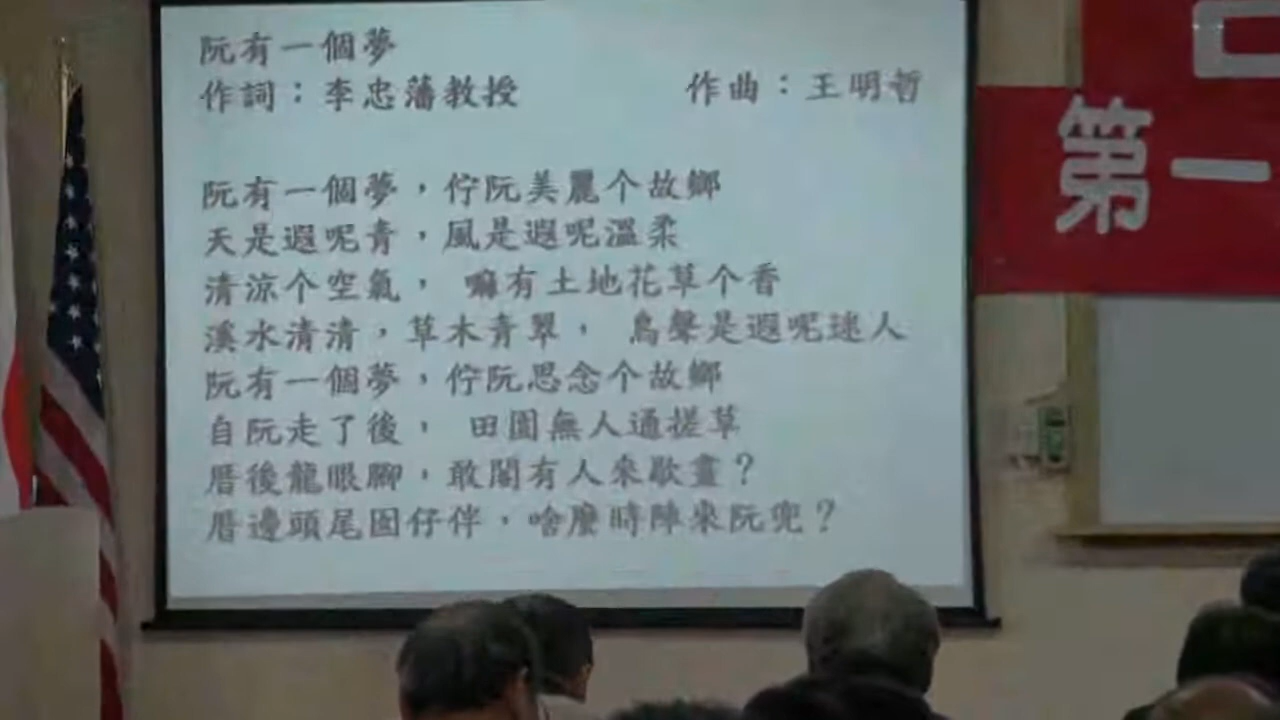 阮有一個夢
作詞：李忠藩教授 作曲：王明哲
阮有一個夢，佇阮美麗个故鄉
天是遐呢青，風是遐呢溫柔
清涼个空氣， 嘛有土地花草个香
溪水清清，草木青翠， 鳥聲是遐呢迷人
阮有一個夢，佇阮思念个故鄉
自阮走了後， 田園無人通搓草
厝後龍眼腳，敢閣有人來歇晝？
厝邊頭尾囡仔伴，啥麼時陣來阮兜？
第一